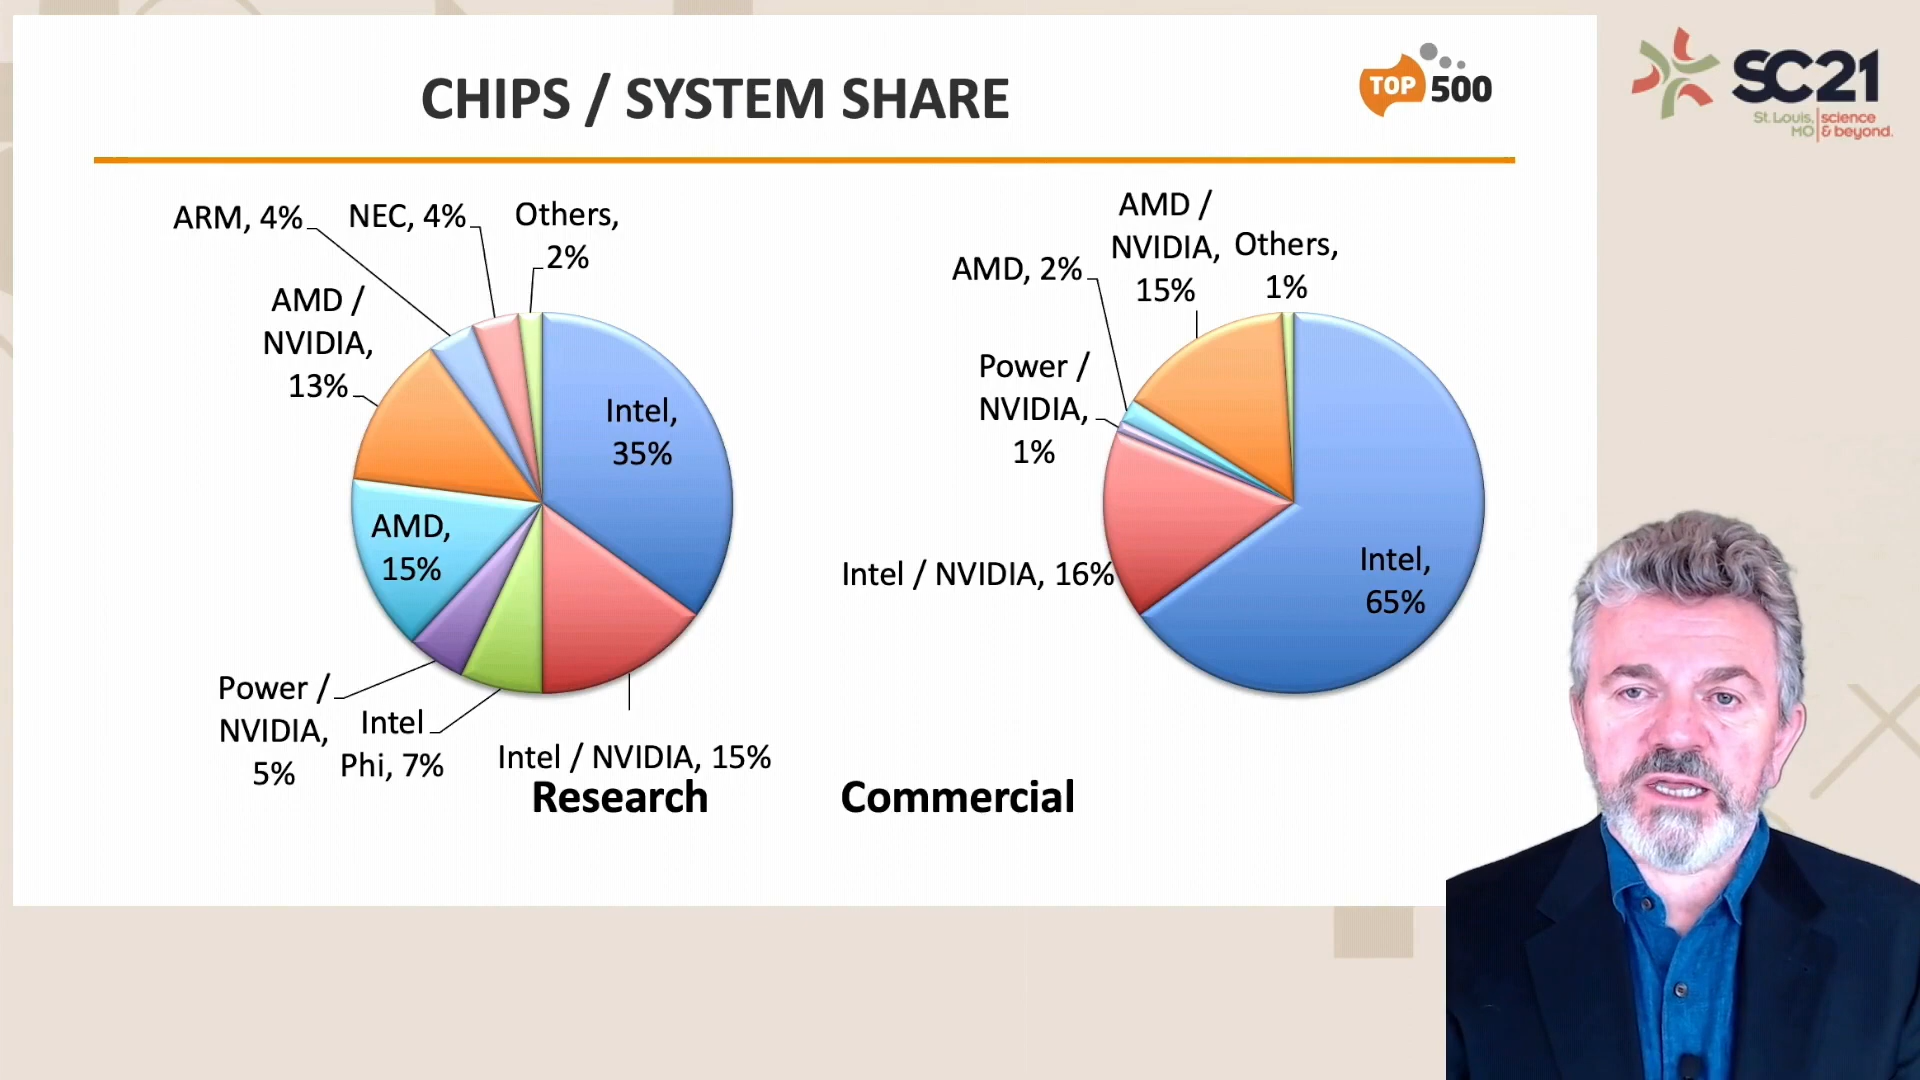 CHIPS / SYSTEM SHARE
TOP 500
SC21
St. Louis, science
MO & beyond.
ARM, 4%
NEC, 4%
Others,
2%
AMD /
NVIDIA,
13%
Intel,
35%
AMD,
15%
Power /
NVIDIA,
5%
Intel
Phi, 7%
Intel / NVIDIA, 15%
Research
AMD /
NVIDIA,
15%
Others,
1%
AMD, 2%
Power /
NVIDIA,
1%
Intel / NVIDIA, 16%
Intel,
65%
Commercial